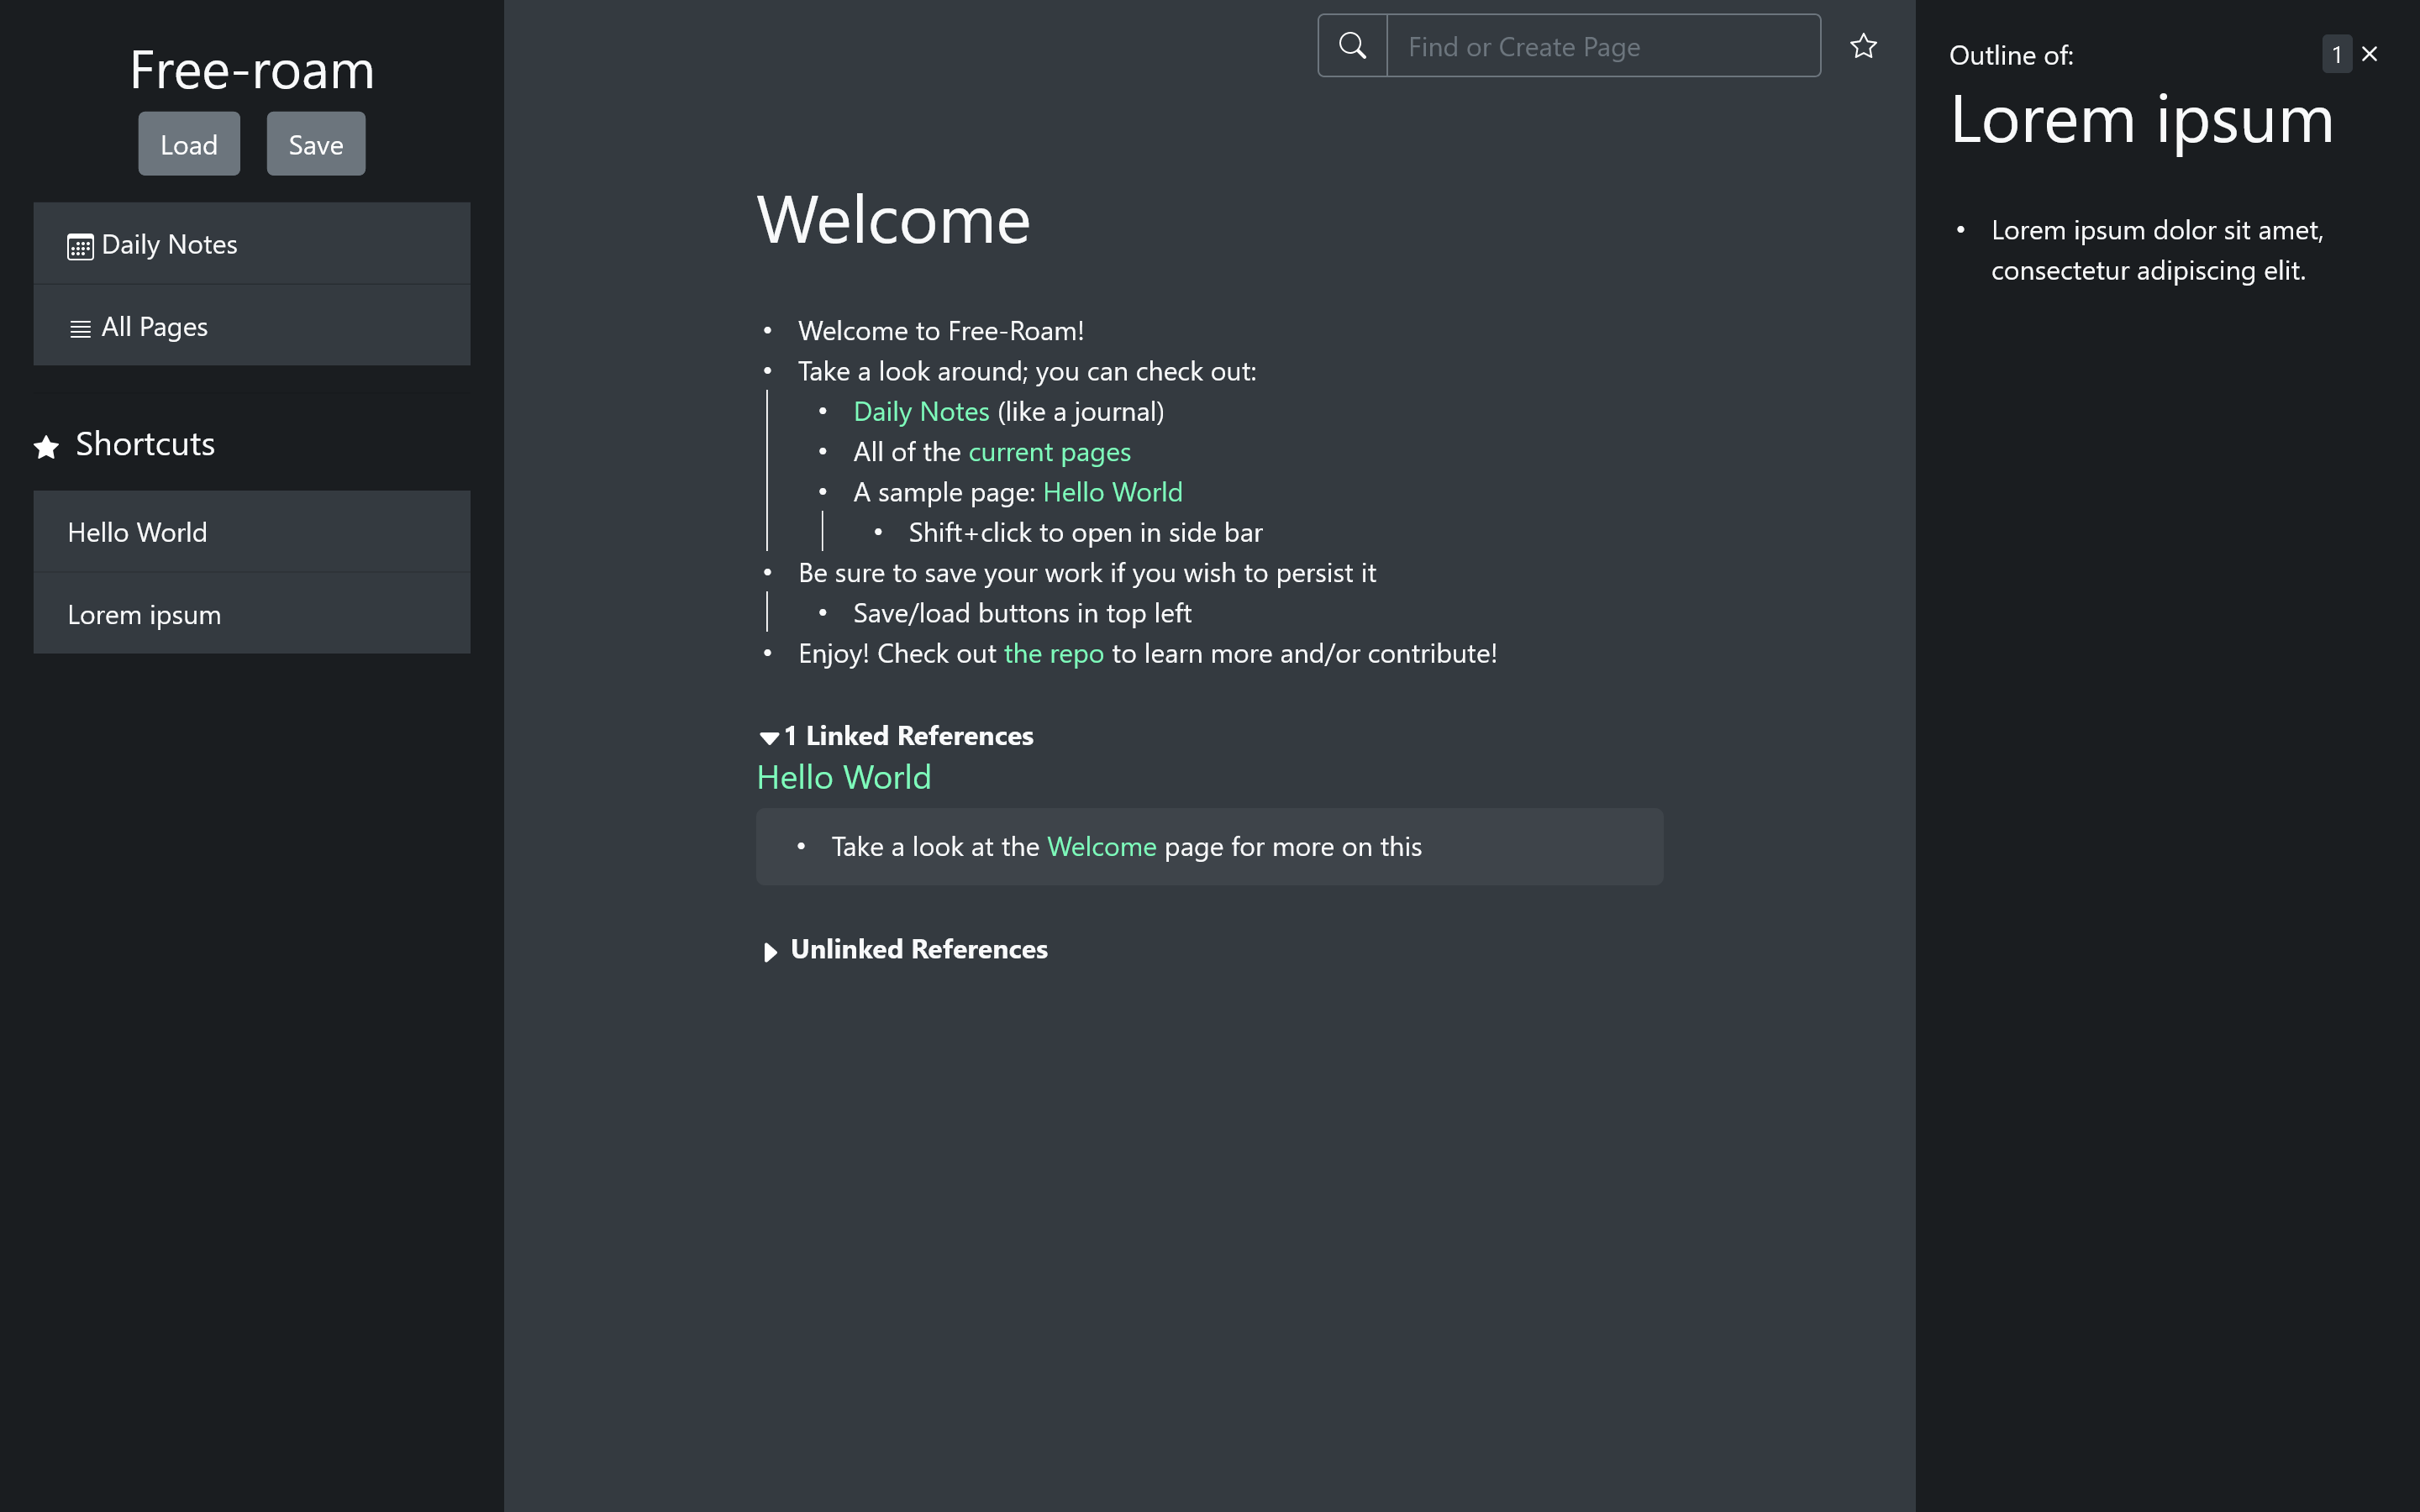 Free-roam
Load
Save
Daily Notes
All Pages
Shortcuts
Hello World
Lorem ipsum
Find or Create Page
Welcome
• Welcome to Free-Roam!
• Take a look around; you can check out:
• Daily Notes (like a journal)
• All of the current pages
• A sample page: Hello World
• Shift+click to open in side bar
• Be sure to save your work if you wish to persist it
• Save/load buttons in top left
• Enjoy! Check out the repo to learn more and/or contribute!
1 Linked References
Hello World
• Take a look at the Welcome page for more on this
Unlinked References
Outline of:
1
Lorem ipsum
• Lorem ipsum dolor sit amet,
consectetur adipiscing elit.